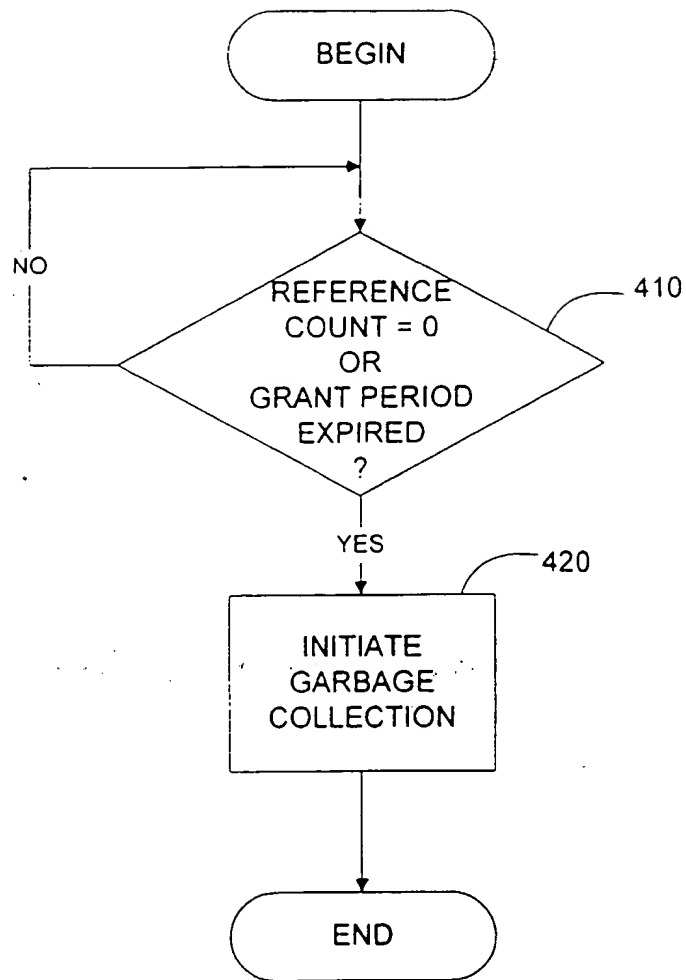 BEGIN
NO
REFERENCE
COUNT = 0
OR
GRANT PERIOD
EXPIRED
?
410
YES
420
INITIATE
GARBAGE
COLLECTION
END